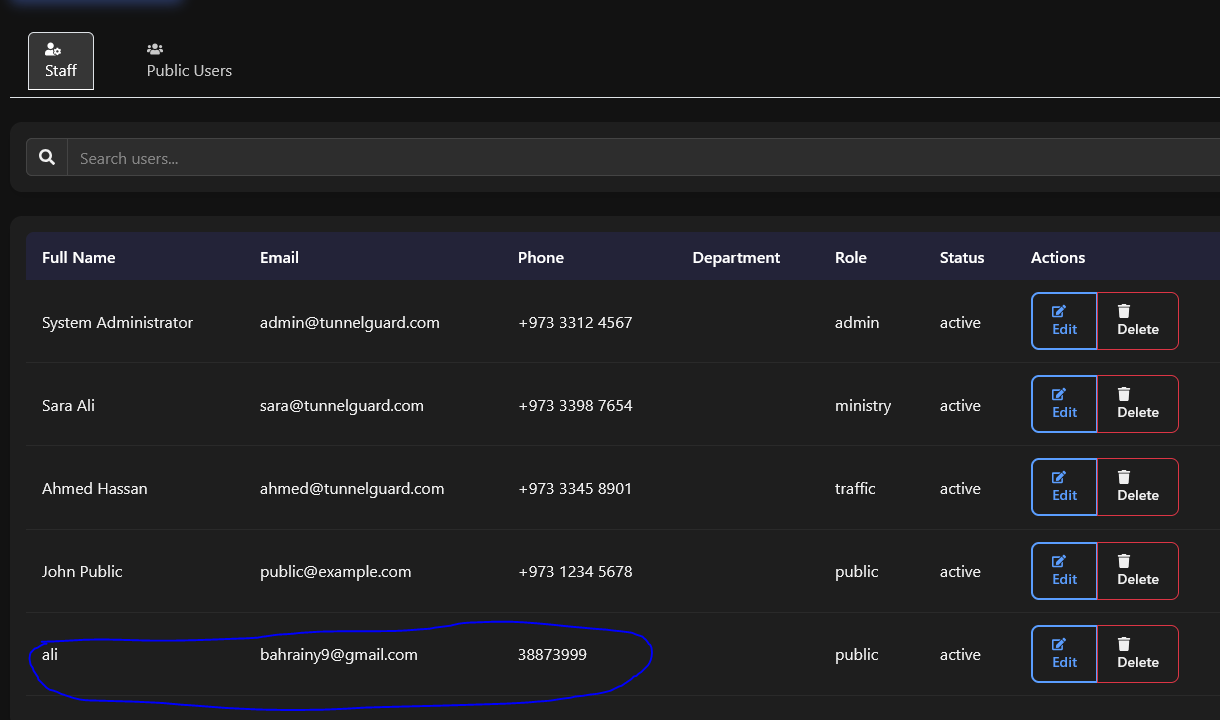 Staff
Public Users
Search users...
Full Name Email Phone Department Role Status Actions
System Administrator admin@tunnelguard.com +973 3312 4567 admin active Edit Delete
Sara Ali sara@tunnelguard.com +973 3398 7654 ministry active Edit Delete
Ahmed Hassan ahmed@tunnelguard.com +973 3345 8901 traffic active Edit Delete
John Public public@example.com +973 1234 5678 public active Edit Delete
ali bahrainy9@gmail.com 38873999 public active Edit Delete